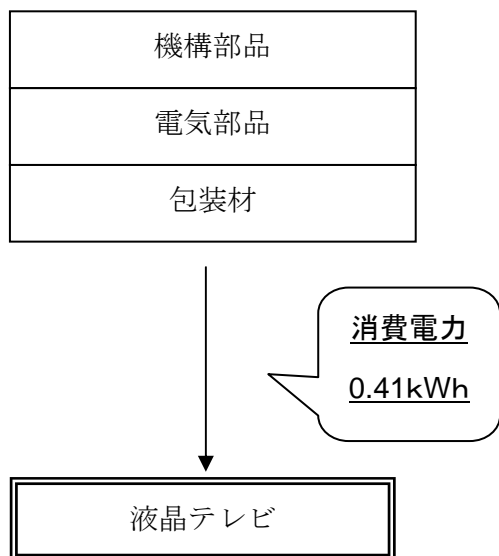 機構部品
電気部品
包装材
消費電力
0.41kWh
液晶テレビ